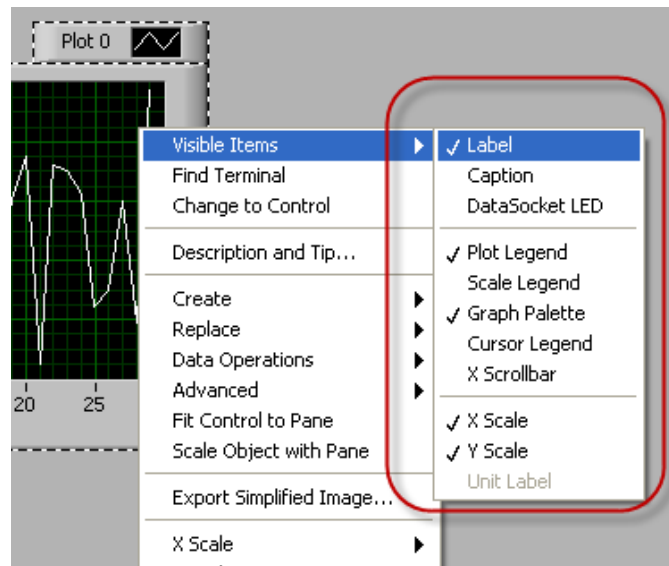 Plot 0
Visible Items
Find Terminal
Change to Control
Description and Tip...
Create
Replace
Data Operations
Advanced
Fit Control to Pane
Scale Object with Pane
Export Simplified Image...
X Scale
Label
Caption
DataSocket LED
Plot Legend
Scale Legend
Graph Palette
Cursor Legend
X Scrollbar
X Scale
Y Scale
Unit Label
20 25